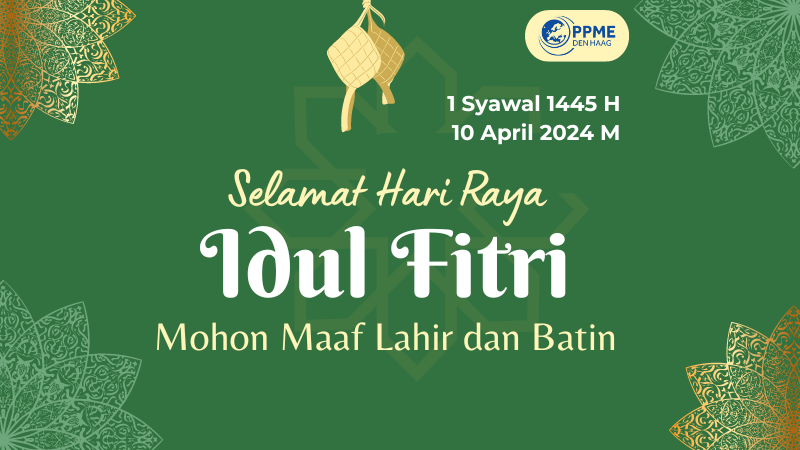 PPME
DEN HAAG
1 Syawal 1445 H
10 April 2024 M
Selamat Hari Raya
Idul Fitri
Mohon Maaf Lahir dan Batin